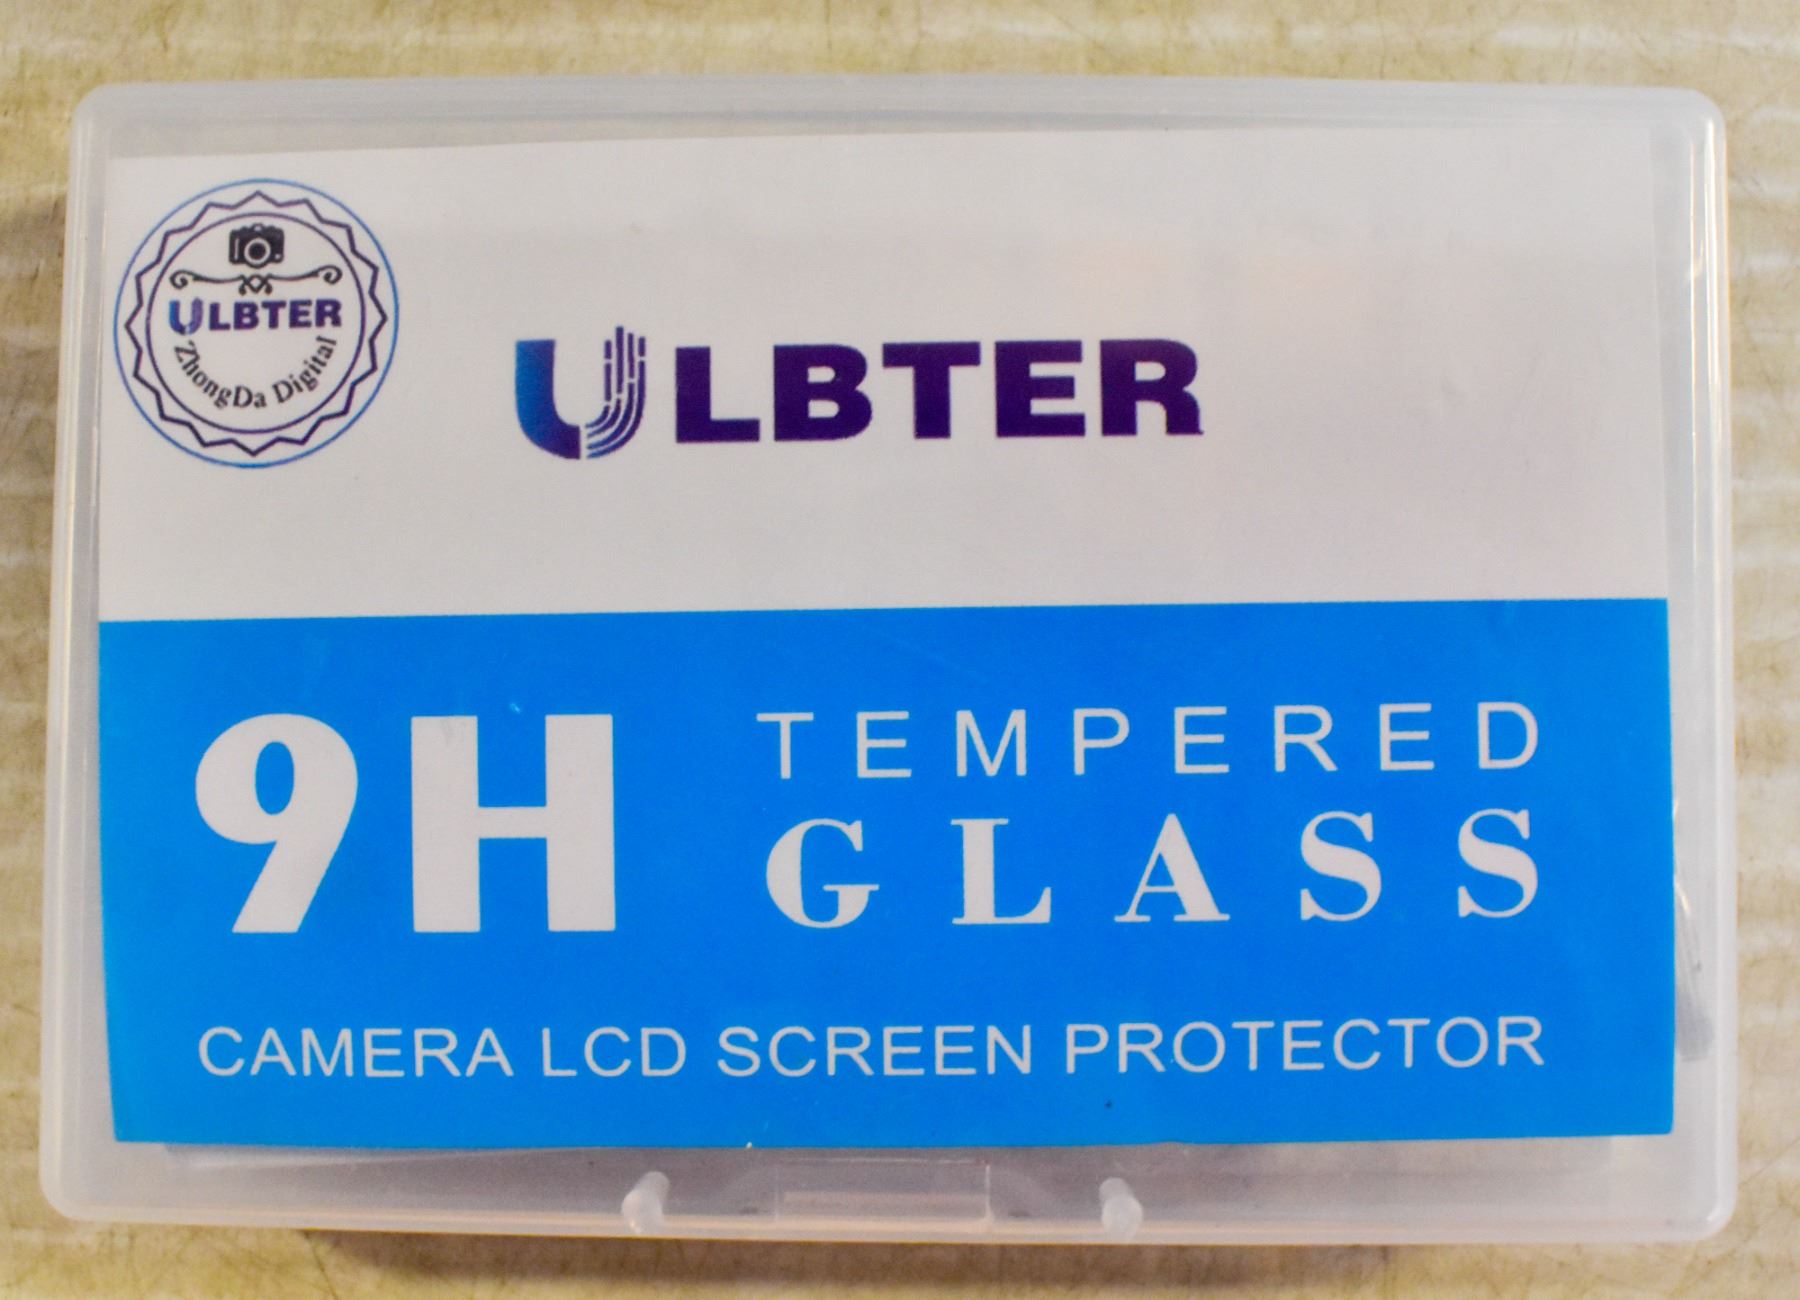 ULBTER
ZhongDa Digital
ULBTER
9H
TEMPERED
GLASS
CAMERA LCD SCREEN PROTECTOR